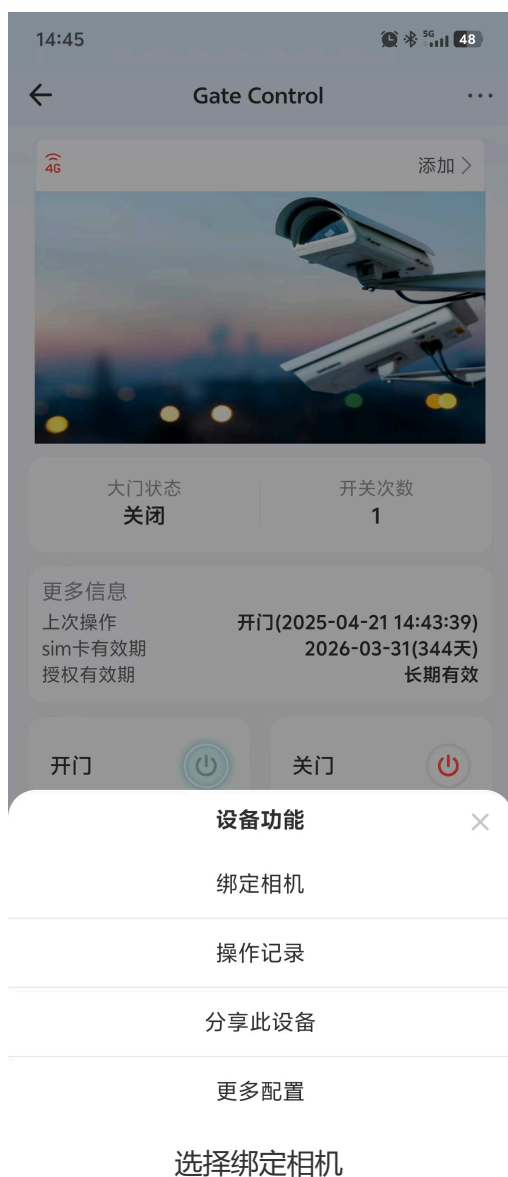 14:45
5G
48
Gate Control
4G
添加
大门状态 开关次数
关闭 1
更多信息
上次操作 开门(2025-04-21 14:43:39)
sim卡有效期 2026-03-31(344天)
授权有效期 长期有效
开门 关门
设备功能
绑定相机
操作记录
分享此设备
更多配置
选择绑定相机